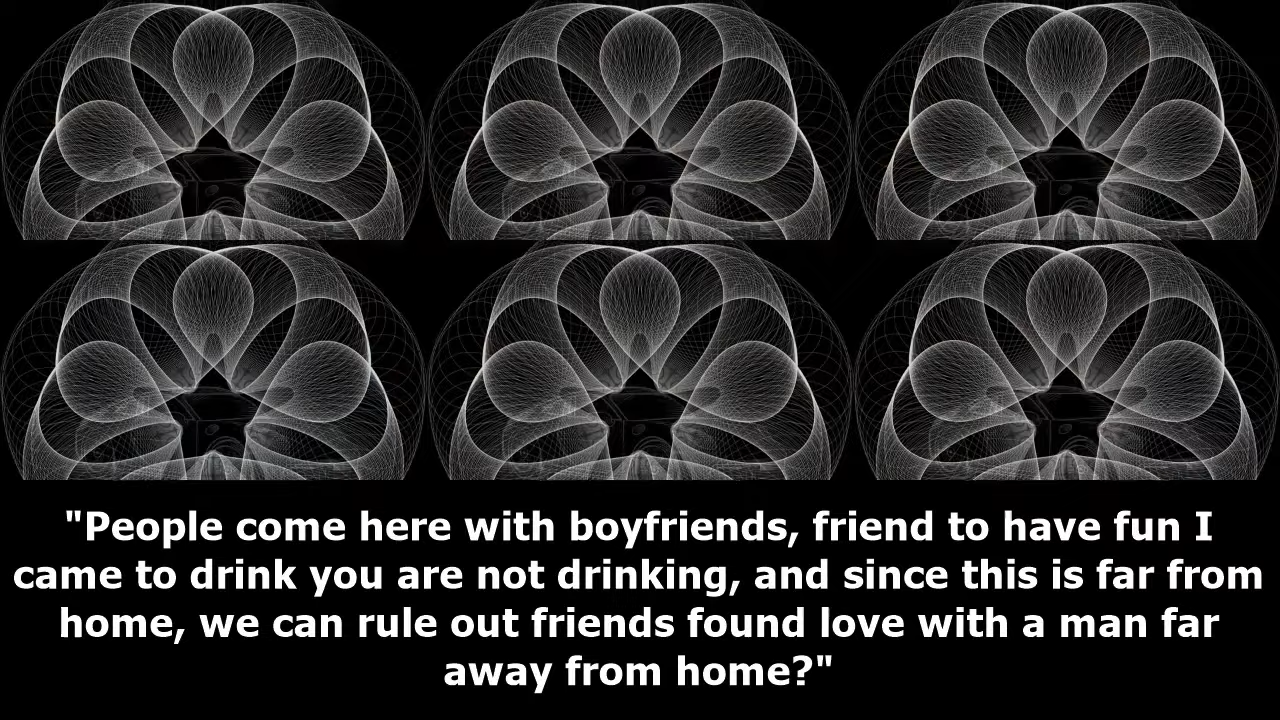 "People come here with boyfriends, friend to have fun I
came to drink you are not drinking, and since this is far from
home, we can rule out friends found love with a man far
away from home?"